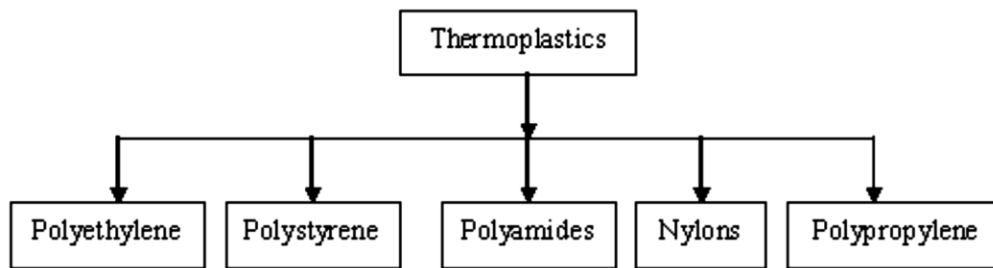 Thermoplastics
Polyethylene
Polystyrene
Polyamides
Nylons
Polypropylene